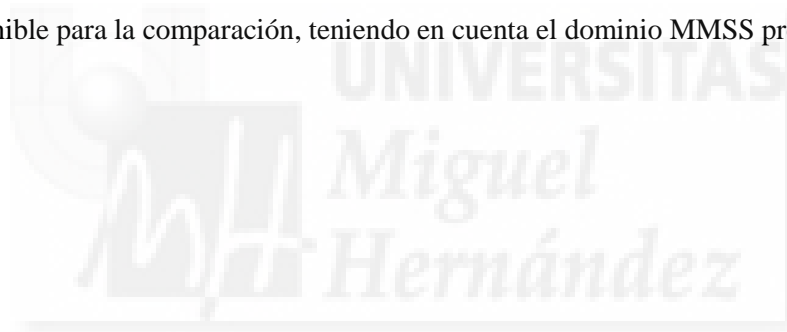 nible para la comparación, teniendo en cuenta el dominio MMSS pr
UNIVERSITAS
Miguel
Hernández